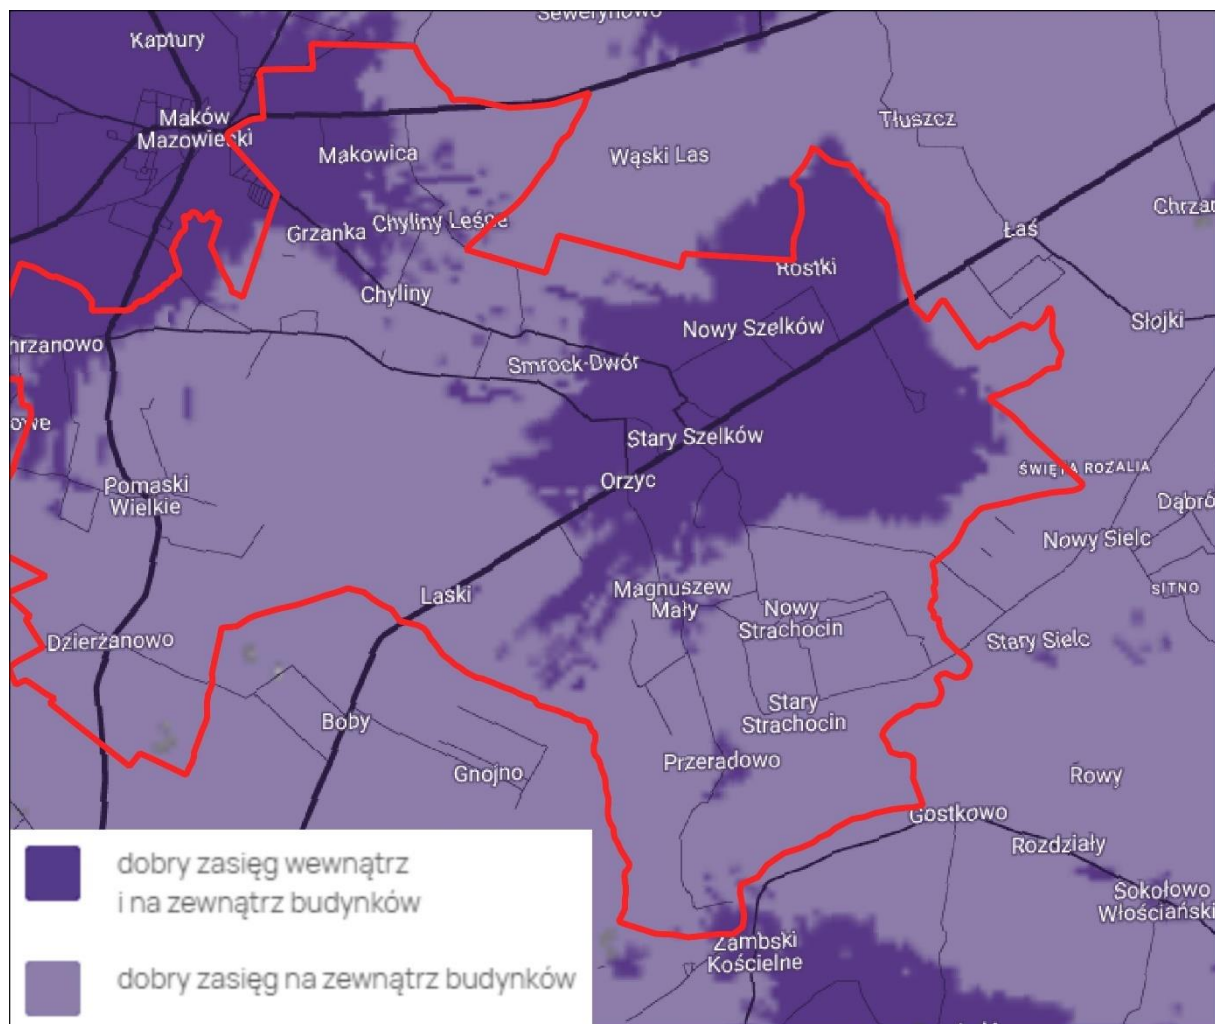 Sewerynowo
Kaptury
Maków
Mazowiecki
Tłuszcz
Makowica
Wąski Las
Chrzan
Grzanka
Chyliny Leśne
Łaś
Rostki
Chyliny
Nowy Szelków
Słojki
hrzanowo
Smrock-Dwór
owe
Stary Szelków
ŚWIĘTA ROZALIA
Orzyc
Pomaski
Wielkie
Dąbró
Nowy Sielc
Magnuszew
Mały
Laski
SITNO
Nowy
Strachocin
Dzierżanowo
Stary Sielc
Stary
Strachocin
Boby
Przeradowo
Gnojno
Rowy
Gostkowo
Rozdziały
dobry zasięg wewnątrz
i na zewnątrz budynków
Sokołowo
Włościański
Zambski
Kościelne
dobry zasięg na zewnątrz budynków